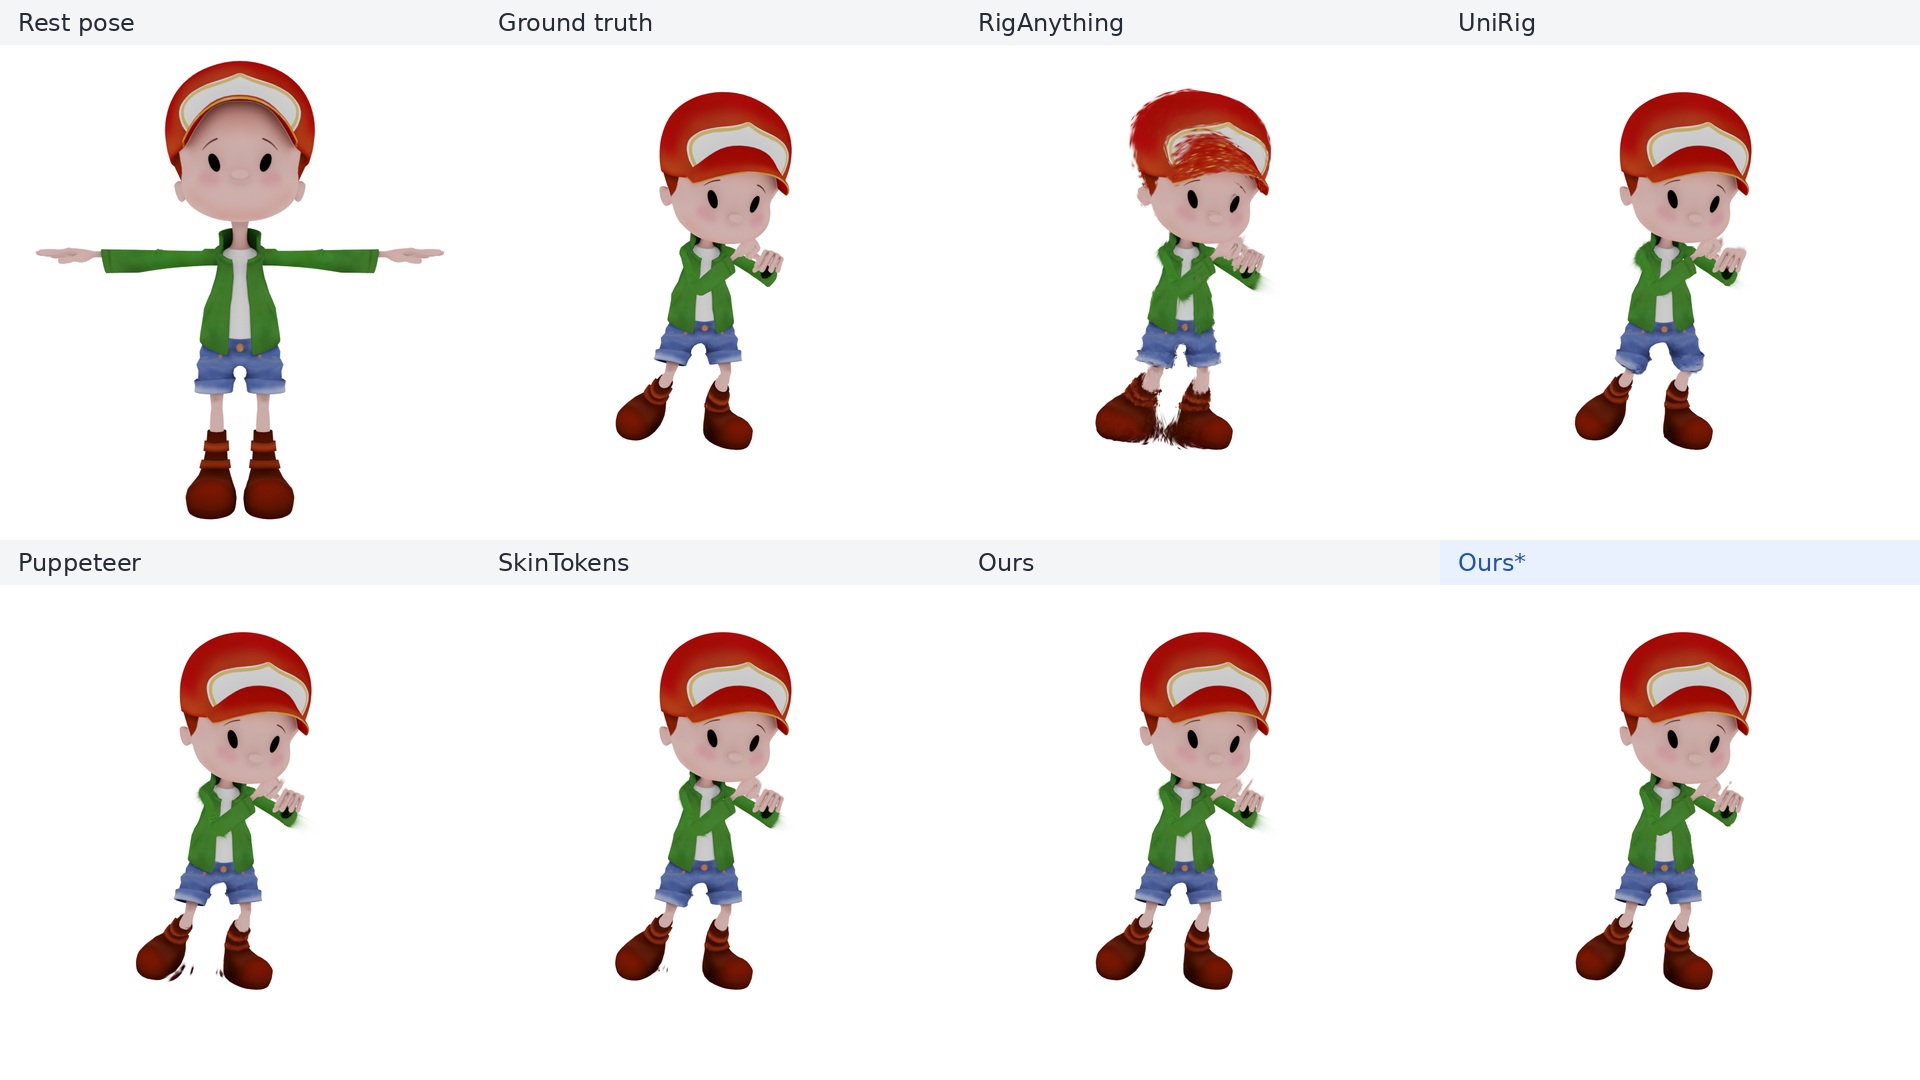 Rest pose
Ground truth
RigAnything
UniRig
Puppeteer
SkinTokens
Ours
Ours*